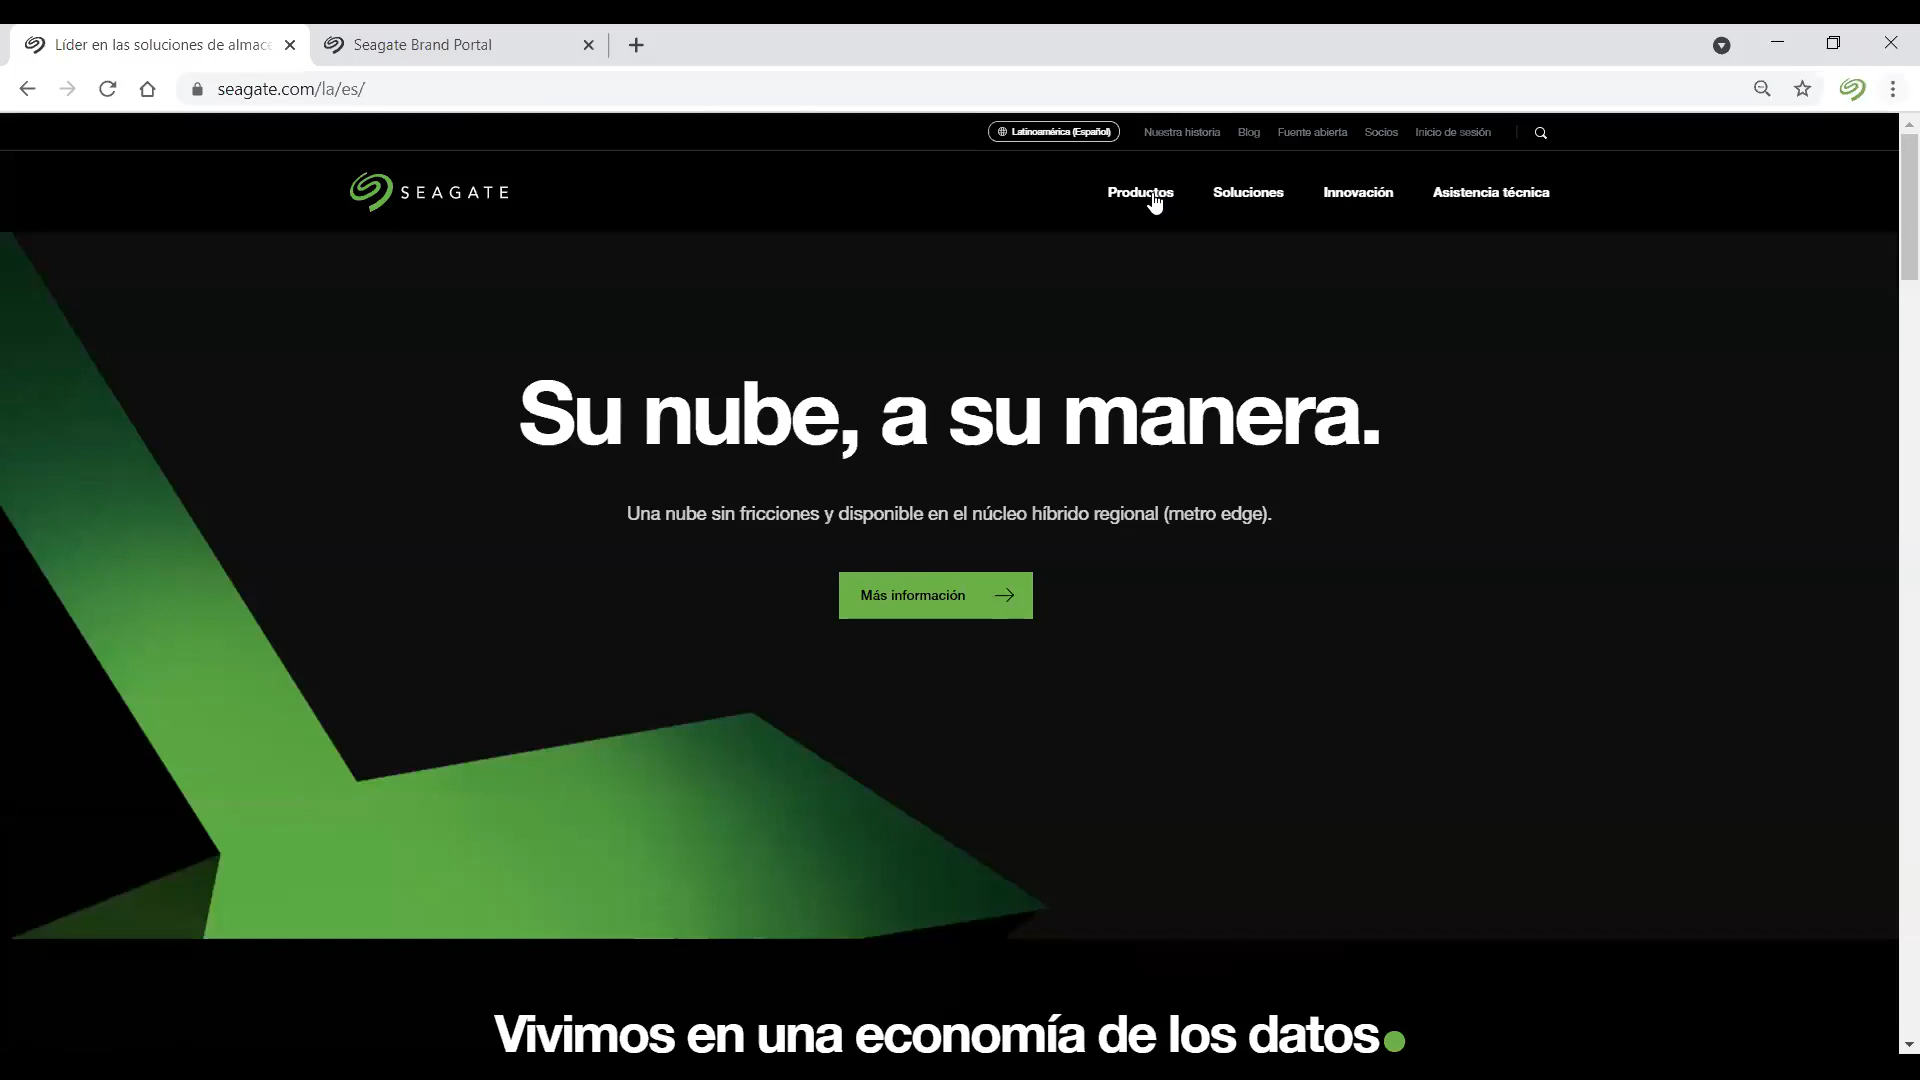 Líder en las soluciones de almace
Seagate Brand Portal
seagate.com/la/es/
Latinoamérica (Español)
Nuestra historia
Blog
Fuente abierta
Socios
Inicio de sesión
SEAGATE
Productos
Soluciones
Innovación
Asistencia técnica
Su nube, a su manera.
Una nube sin fricciones y disponible en el núcleo híbrido regional (metro edge).
Más información
Vivimos en una economía de los datos